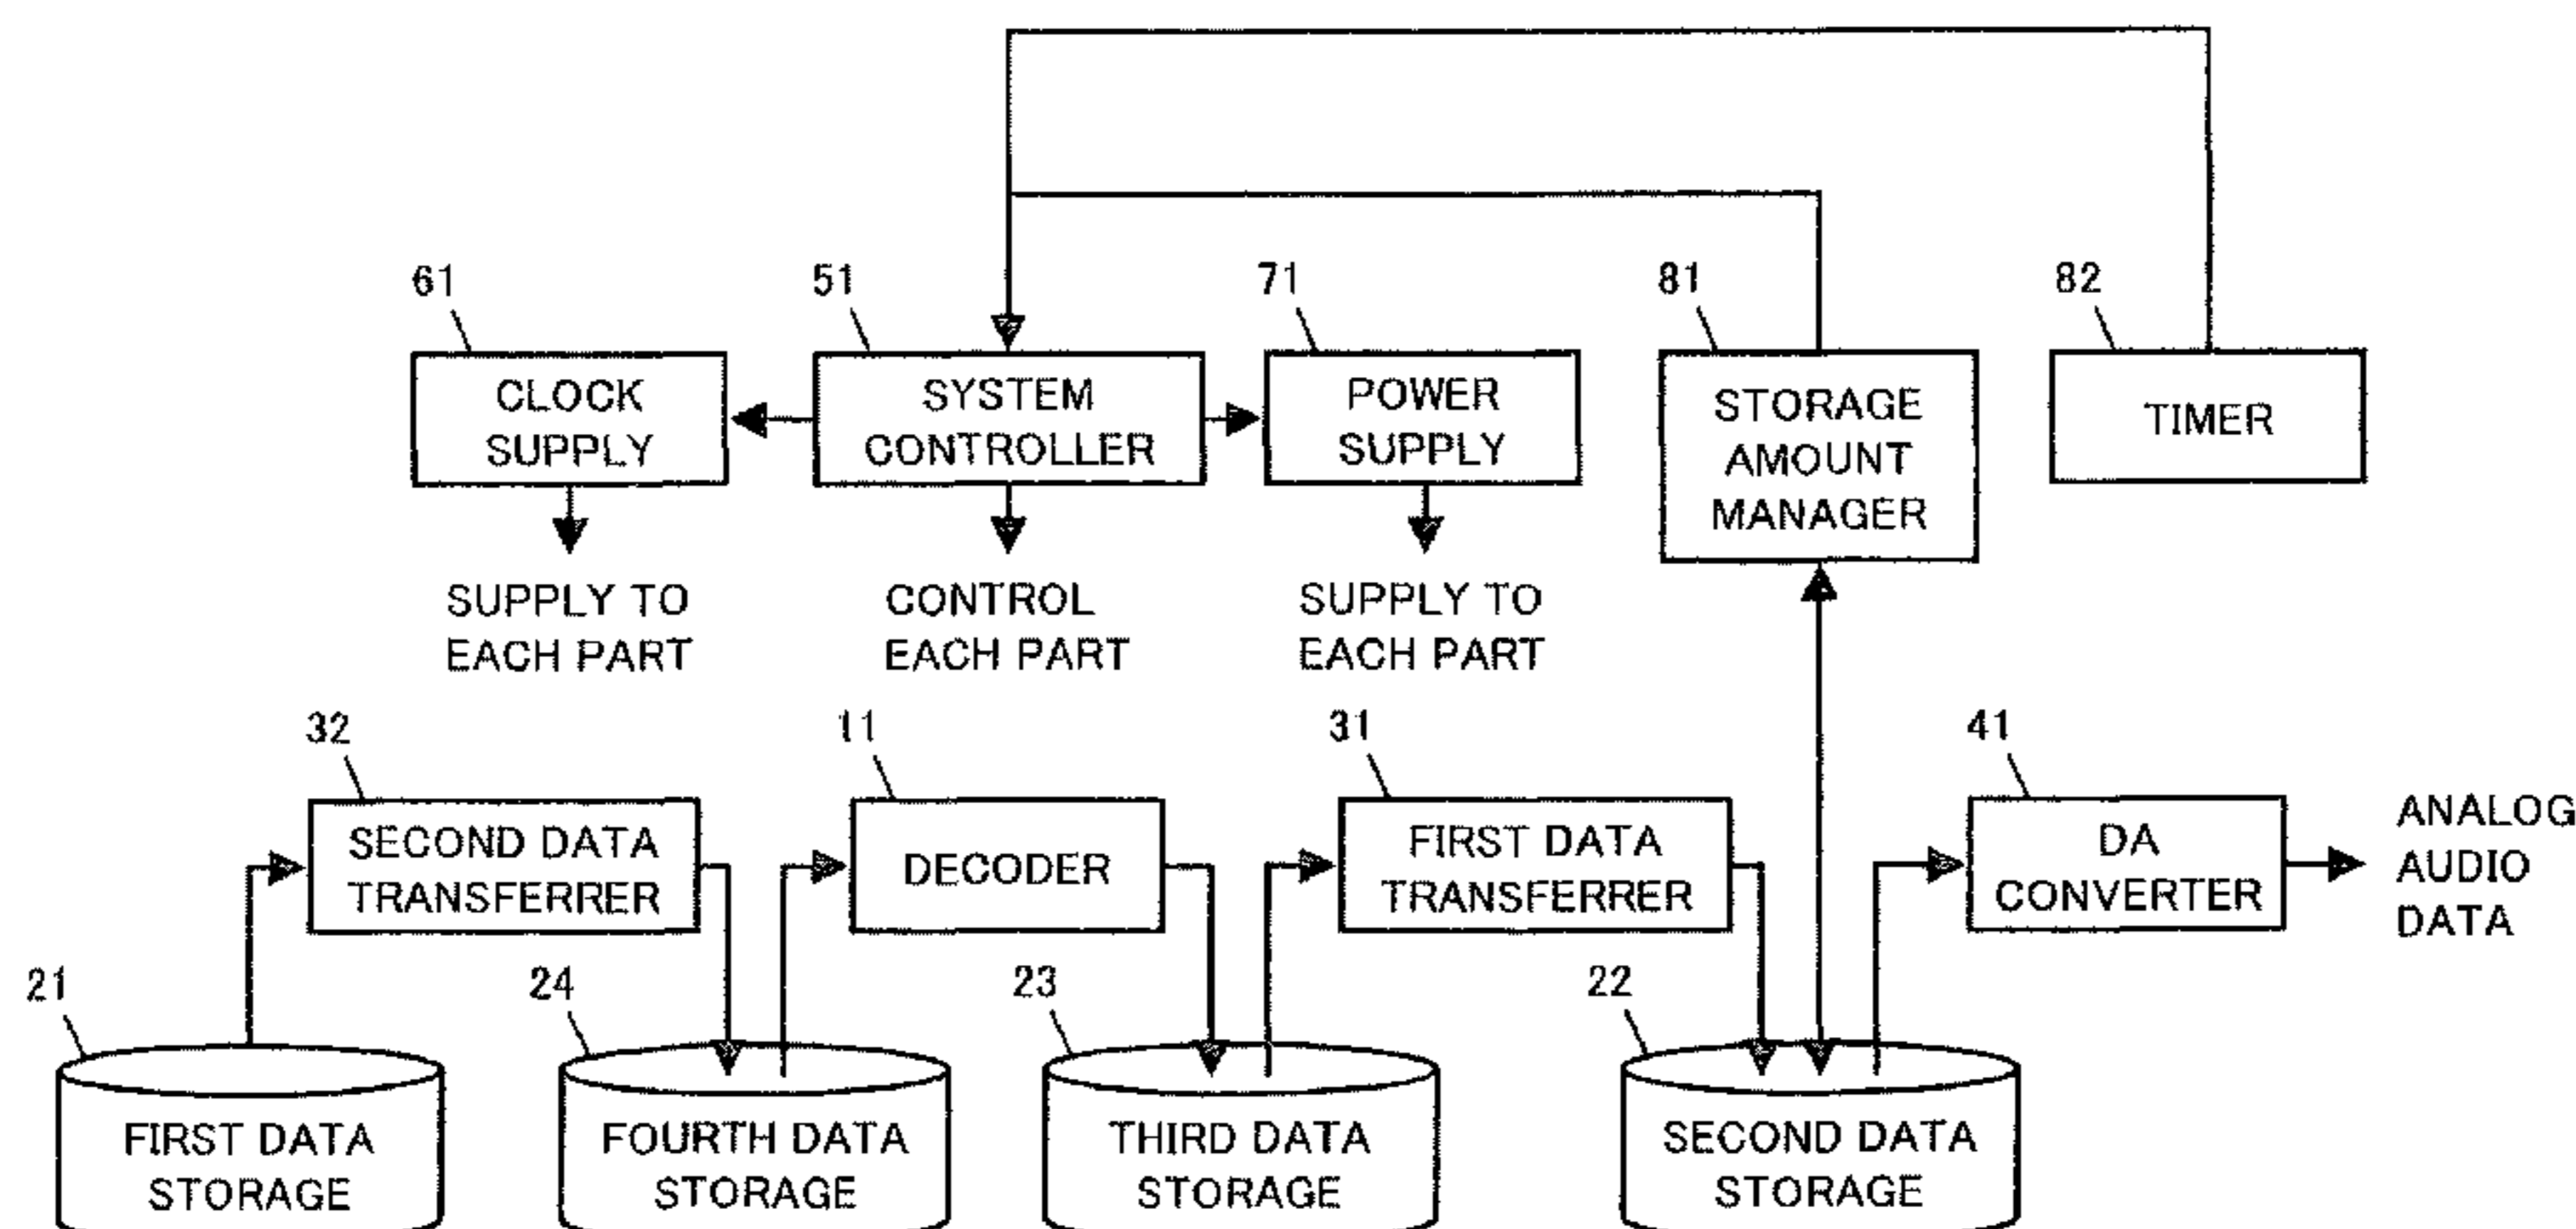 61
51
71
81
82
CLOCK
SUPPLY
SYSTEM
CONTROLLER
POWER
SUPPLY
STORAGE
AMOUNT
MANAGER
TIMER
SUPPLY TO
EACH PART
CONTROL
EACH PART
SUPPLY TO
EACH PART
32
11
31
41
SECOND DATA
TRANSFERRER
DECODER
FIRST DATA
TRANSFERRER
DA
CONVERTER
ANALOG
AUDIO
DATA
21
24
23
22
FIRST DATA
STORAGE
FOURTH DATA
STORAGE
THIRD DATA
STORAGE
SECOND DATA
STORAGE